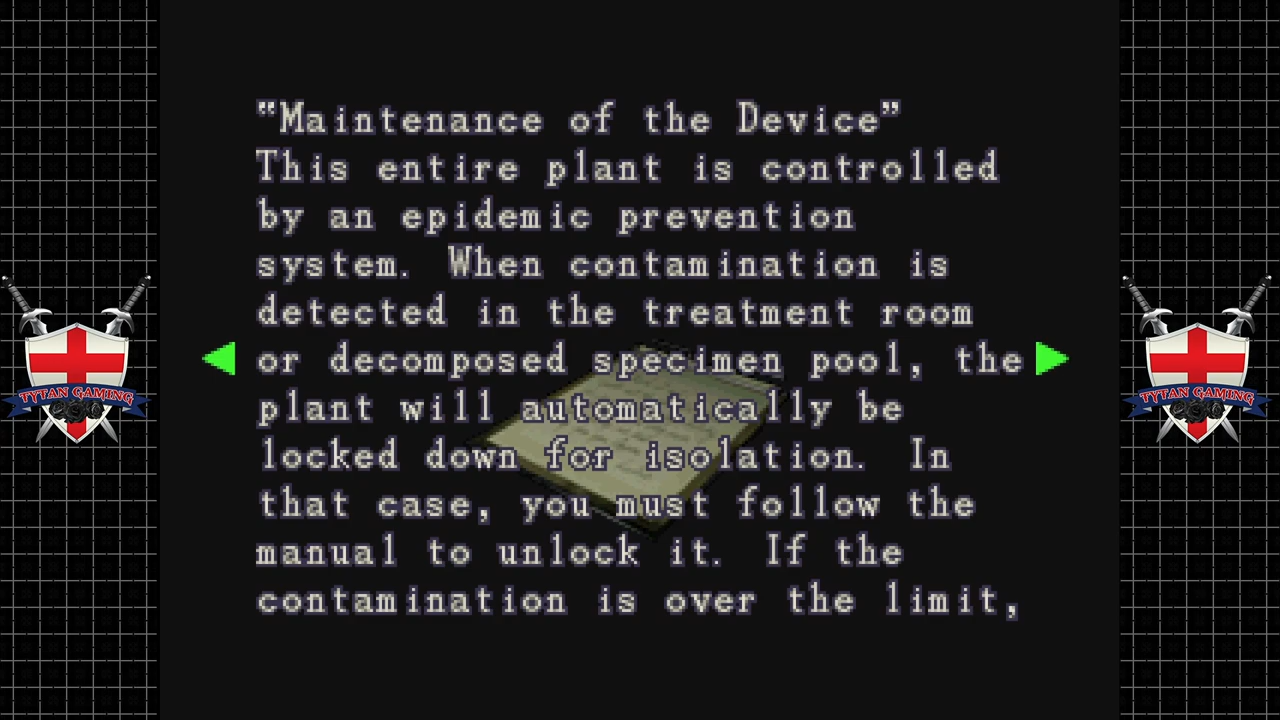 "Maintenance of the Device"
This entire plant is controlled
by an epidemic prevention
system. When contamination is
detected in the treatment room
or decomposed specimen pool, the
plant will automatically be
locked down for isolation. In
that case, you must follow the
manual to unlock it. If the
contamination is over the limit,
TYTAN GAMING
TYTAN GAMING